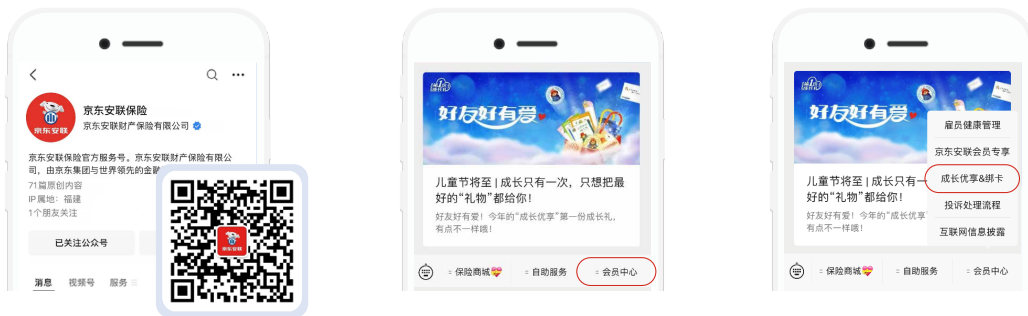 京东安联
京东安联保险
京东安联财产保险有限公司
京东安联保险官方服务号。京东安联财产保险有限公
司，由京东集团与世界领先的金融
71篇原创内容
IP属地：福建
1个朋友关注
已关注公众号
京东安联
消息 视频号 服务
好友好有爱
儿童节将至 | 成长只有一次，只想把最
好的“礼物”都给你！
好友好有爱！今年的“成长优享”第一份成长礼，
有点不一样哦！
保险商城
自助服务
会员中心
好友好有爱
儿童节将至 | 成长只有一
好的“礼物”都给你！
好友好有爱！今年的“成长优享”
有点不一样哦！
雇员健康管理
京东安联会员专享
成长优享&绑卡
投诉处理流程
互联网信息披露
保险商城
自助服务
会员中心